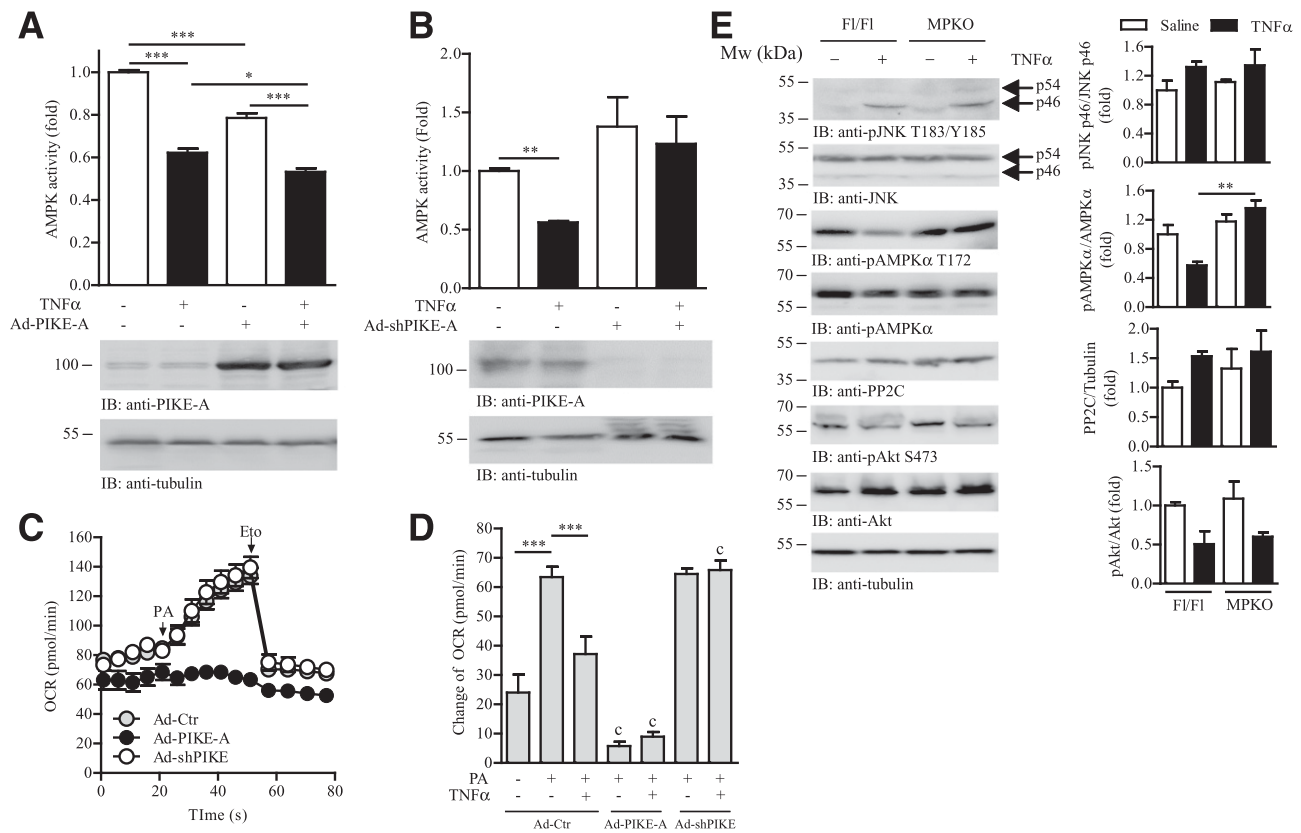 A
AMPK activity (fold)
1.0
0.8
0.6
0.4
0.2
0.0
***
***
*
***
TNFα - + - +
Ad-PIKE-A - - + +
100
IB: anti-PIKE-A
55
IB: anti-tubulin
B
AMPK activity (Fold)
2.0
1.5
1.0
0.5
0.0
**
TNFα - + - +
Ad-shPIKE-A - - + +
100
IB: anti-PIKE-A
55
IB: anti-tubulin
C
OCR (pmol/min)
160
140
120
100
80
60
40
20
0
PA
Eto
Ad-Ctr
Ad-PIKE-A
Ad-shPIKE
0 20 40 60 80
TIme (s)
D
Change of OCR (pmol/min)
80
70
60
50
40
30
20
10
0
***
***
c
c
c
PA - + + + + + +
TNFα + + +
Ad-Ctr Ad-PIKE-A Ad-shPIKE
E
Fl/Fl MPKO
Mw (kDa) - + - + TNFα
55
35
p54
p46
IB: anti-pJNK T183/Y185
55
35
p54
p46
IB: anti-JNK
70
55
IB: anti-pAMPKα T172
70
55
IB: anti-pAMPKα
55
35
IB: anti-PP2C
70
55
IB: anti-pAkt S473
70
55
IB: anti-Akt
55
IB: anti-tubulin
Saline TNFα
pJNK p46/JNK p46
(fold)
1.6
1.2
0.8
0.4
0.0
pAMPKα/AMPKα
(fold)
1.6
1.2
0.8
0.4
0.0
**
PP2C/Tubulin
(fold)
2.0
1.5
1.0
0.5
0.0
pAkt/Akt (fold)
1.5
1.0
0.5
0.0
Fl/Fl MPKO